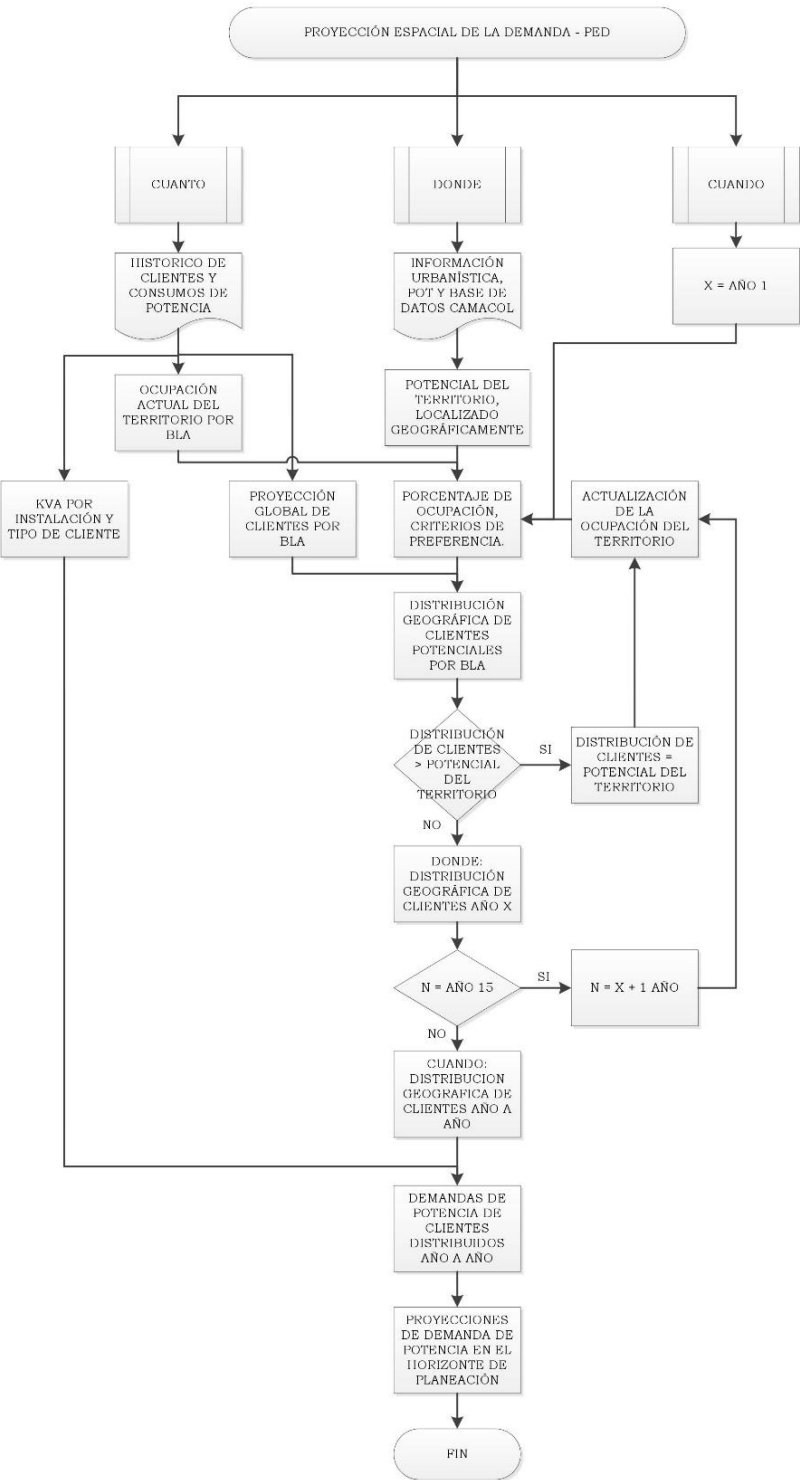 PROYECCIÓN ESPACIAL DE LA DEMANDA - PED
CUANTO
DONDE
CUANDO
HISTORICO DE
CLIENTES Y
CONSUMOS DE
POTENCIA
INFORMACIÓN
URBANÍSTICA,
POT Y BASE DE
DATOS CAMACOL
X = AÑO 1
OCUPACIÓN
ACTUAL DEL
TERRITORIO POR
BLA
POTENCIAL DEL
TERRITORIO,
LOCALIZADO
GEOGRÁFICAMENTE
KVA POR
INSTALACIÓN Y
TIPO DE CLIENTE
PROYECCIÓN
GLOBAL DE
CLIENTES POR
BLA
PORCENTAJE DE
OCUPACIÓN,
CRITERIOS DE
PREFERENCIA.
ACTUALIZACIÓN
DE LA
OCUPACIÓN DEL
TERRITORIO
DISTRIBUCIÓN
GEOGRÁFICA DE
CLIENTES
POTENCIALES
POR BLA
DISTRIBUCIÓN
DE CLIENTES
> POTENCIAL
DEL
TERRITORIO
SI
DISTRIBUCIÓN DE
CLIENTES =
POTENCIAL DEL
TERRITORIO
NO
DONDE:
DISTRIBUCIÓN
GEOGRÁFICA DE
CLIENTES AÑO X
N = AÑO 15
SI
N = X + 1 AÑO
NO
CUANDO:
DISTRIBUCION
GEOGRAFICA DE
CLIENTES AÑO A
AÑO
DEMANDAS DE
POTENCIA DE
CLIENTES
DISTRIBUIDOS
AÑO A AÑO
PROYECCIONES
DE DEMANDA DE
POTENCIA EN EL
HORIZONTE DE
PLANEACIÓN
FIN